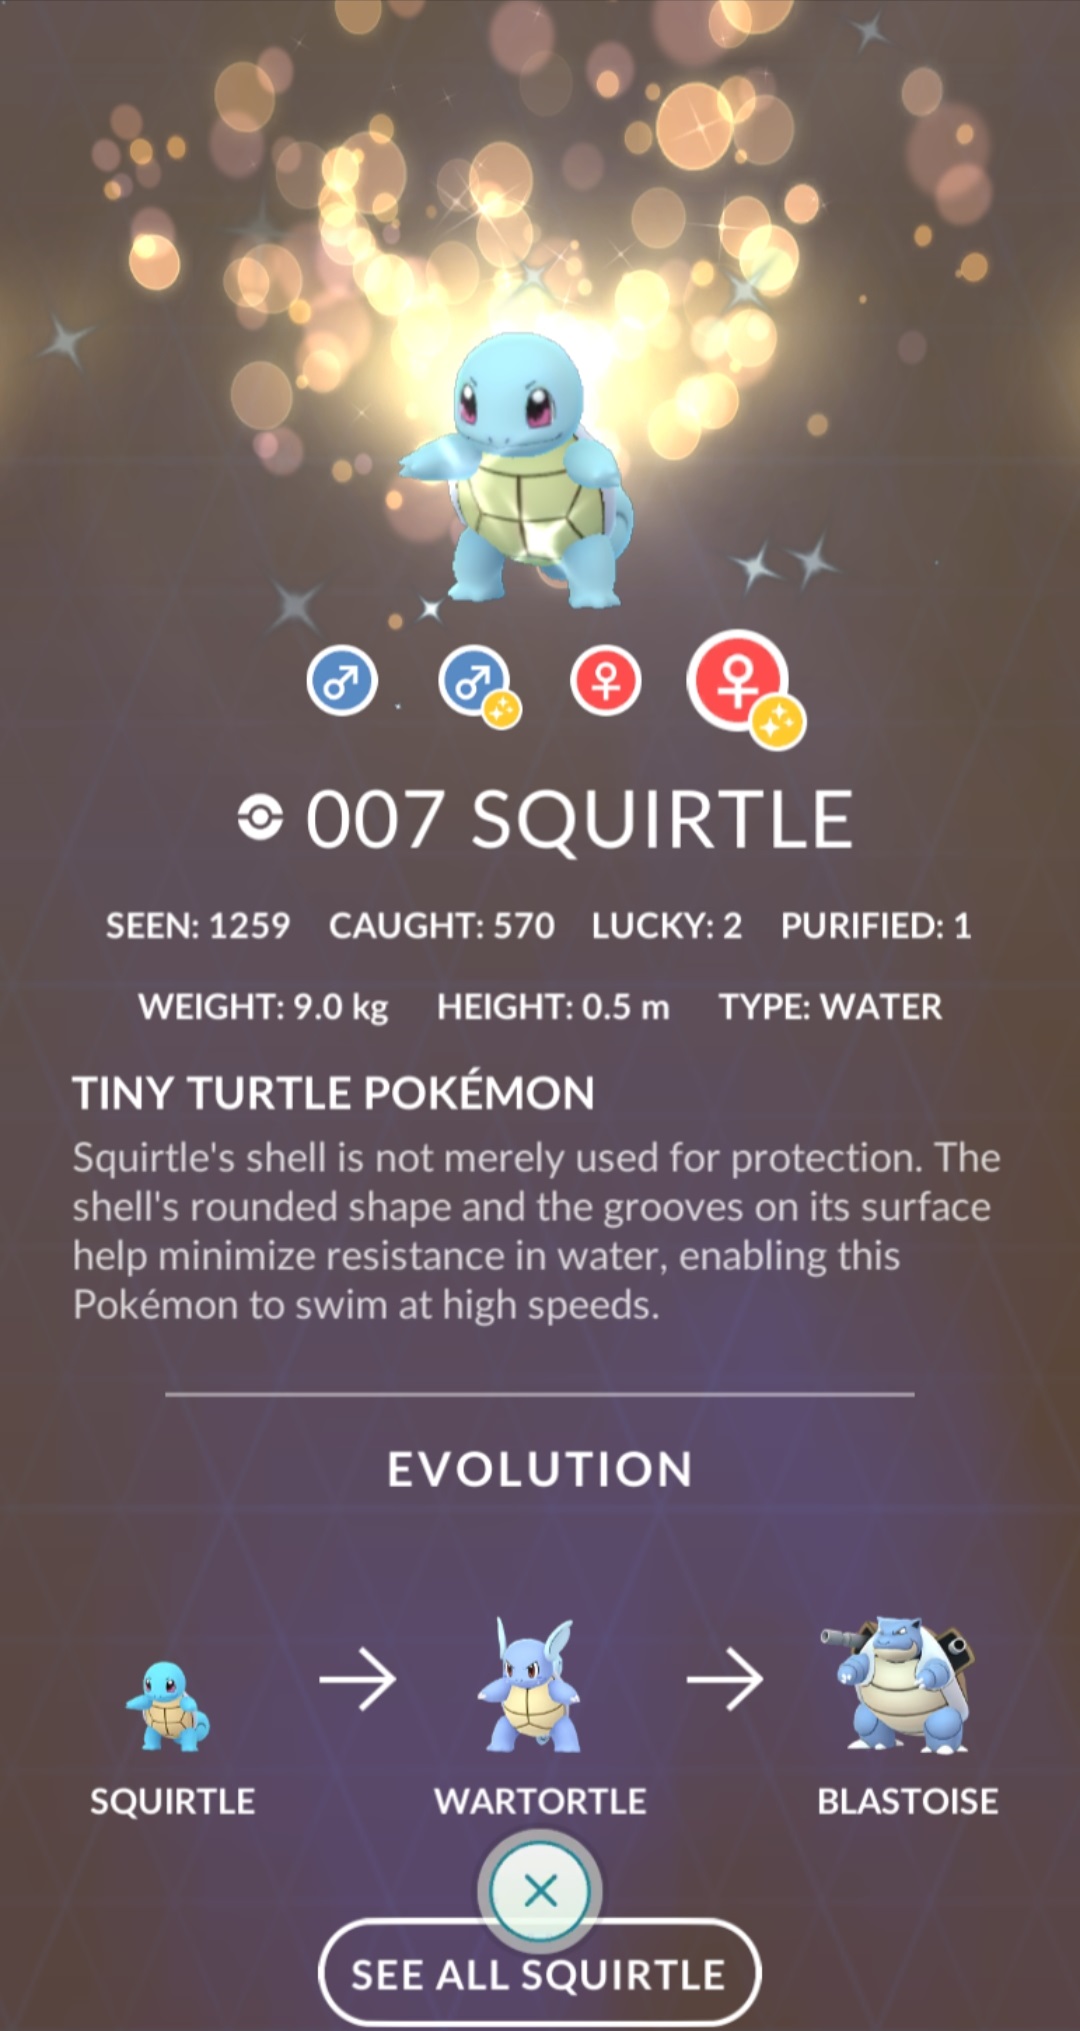 007 SQUIRTLE
SEEN: 1259 CAUGHT: 570 LUCKY: 2 PURIFIED: 1
WEIGHT: 9.0 kg HEIGHT: 0.5 m TYPE: WATER
TINY TURTLE POKÉMON
Squirtle's shell is not merely used for protection. The
shell's rounded shape and the grooves on its surface
help minimize resistance in water, enabling this
Pokémon to swim at high speeds.
EVOLUTION
SQUIRTLE WARTORTLE BLASTOISE
SEE ALL SQUIRTLE